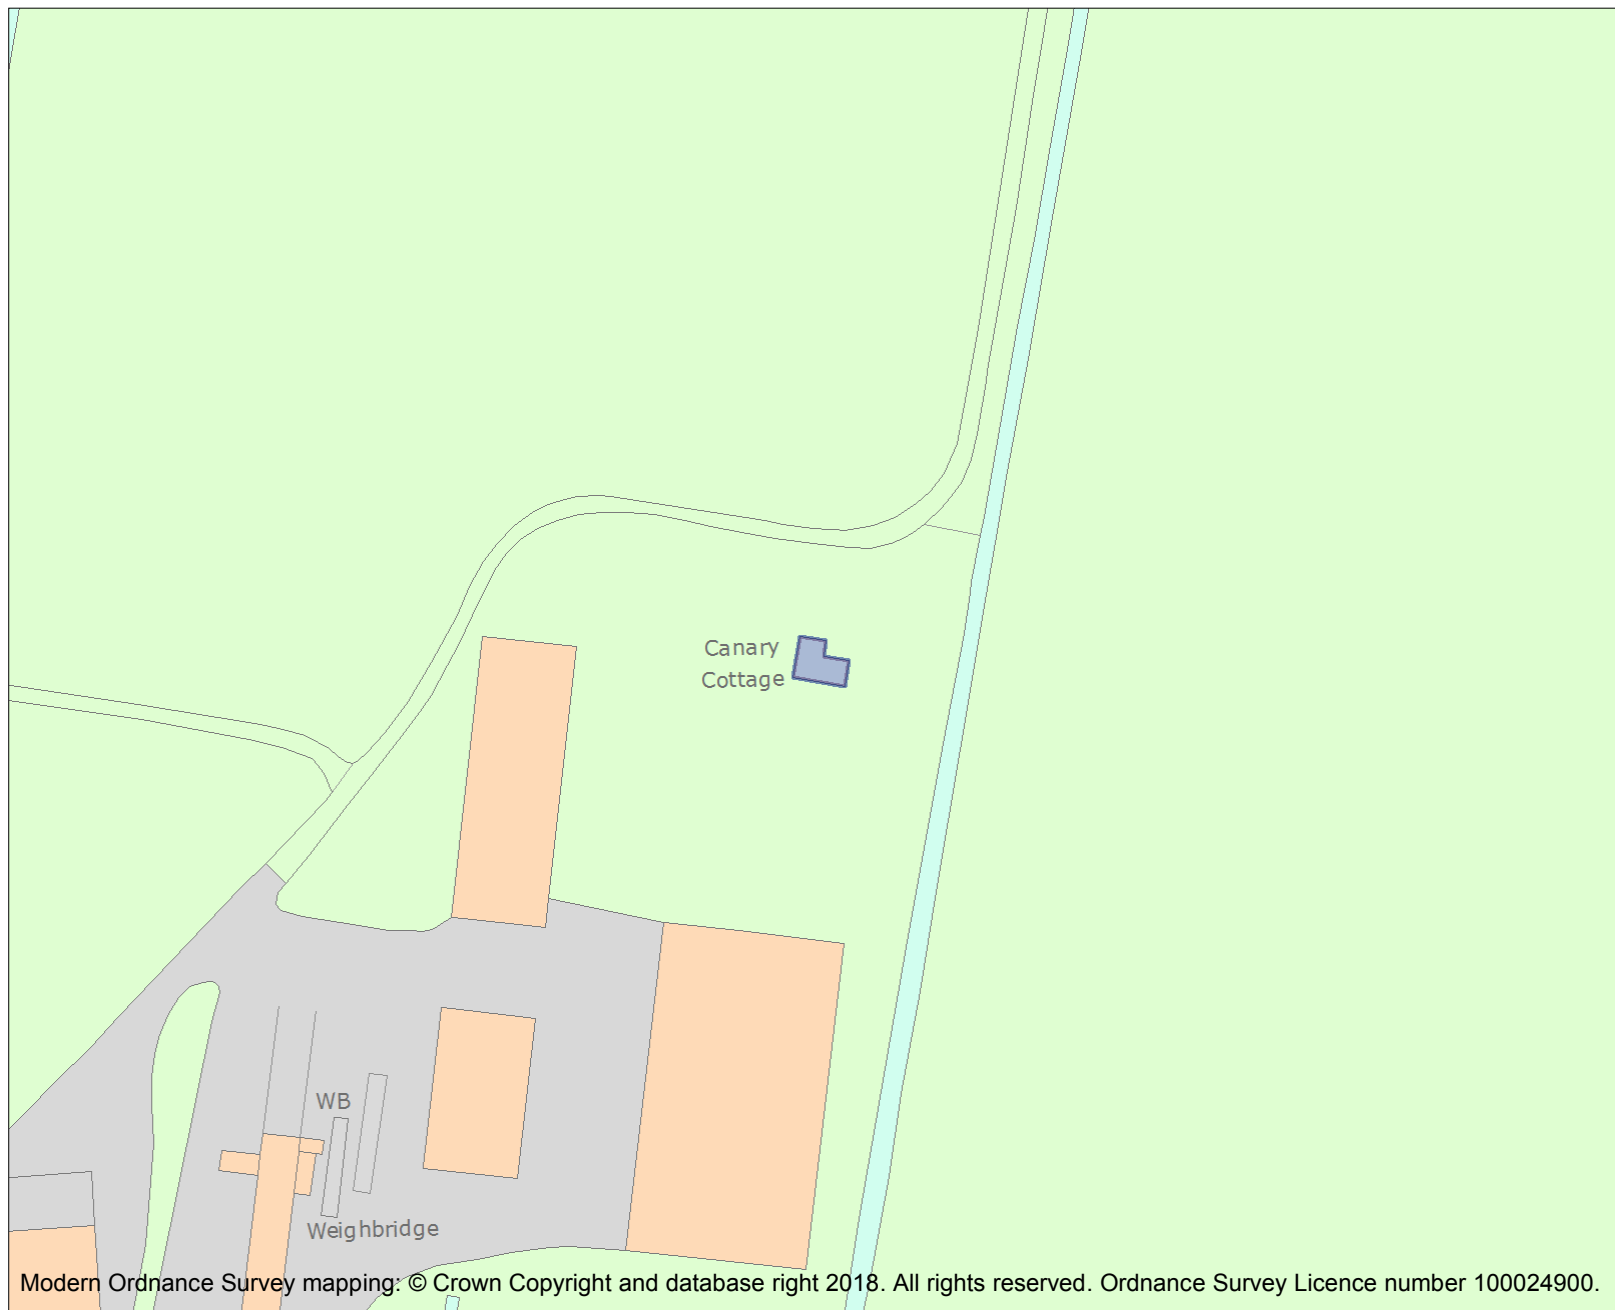 Canary
Cottage
WB
Weighbridge
Modern Ordnance Survey mapping: © Crown Copyright and database right 2018. All rights reserved. Ordnance Survey Licence number 100024900.